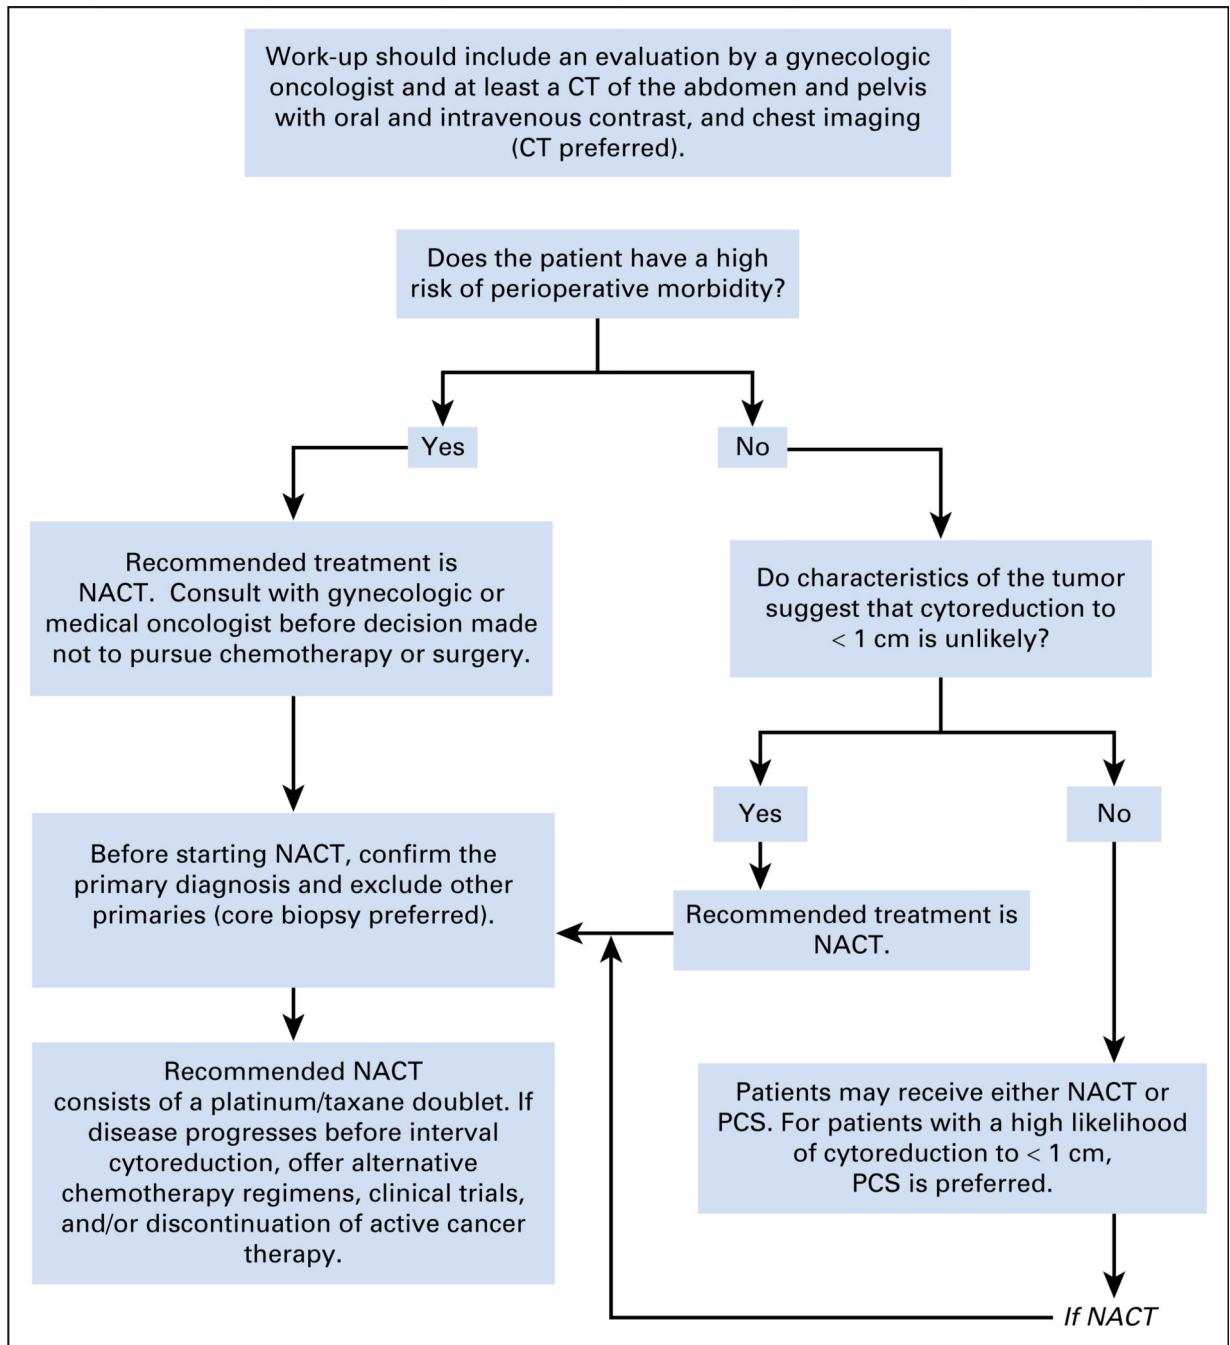 Work-up should include an evaluation by a gynecologic
oncologist and at least a CT of the abdomen and pelvis
with oral and intravenous contrast, and chest imaging
(CT preferred).
Does the patient have a high
risk of perioperative morbidity?
Yes
No
Recommended treatment is
NACT. Consult with gynecologic or
medical oncologist before decision made
not to pursue chemotherapy or surgery.
Do characteristics of the tumor
suggest that cytoreduction to
< 1 cm is unlikely?
Yes
No
Before starting NACT, confirm the
primary diagnosis and exclude other
primaries (core biopsy preferred).
Recommended treatment is
NACT.
Recommended NACT
consists of a platinum/taxane doublet. If
disease progresses before interval
cytoreduction, offer alternative
chemotherapy regimens, clinical trials,
and/or discontinuation of active cancer
therapy.
Patients may receive either NACT or
PCS. For patients with a high likelihood
of cytoreduction to < 1 cm,
PCS is preferred.
If NACT